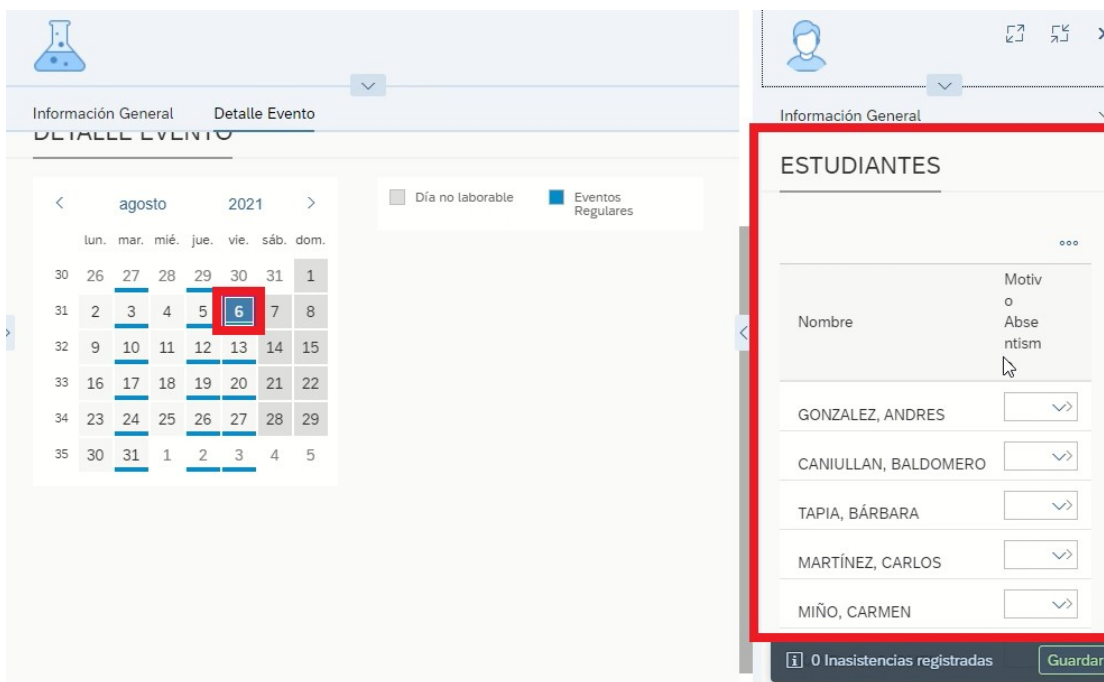 Información General Detalle Evento
DETALLE EVENTO
agosto 2021
lun. mar. mié. jue. vie. sáb. dom.
30 26 27 28 29 30 31 1
31 2 3 4 5 6 7 8
32 9 10 11 12 13 14 15
33 16 17 18 19 20 21 22
34 23 24 25 26 27 28 29
35 30 31 1 2 3 4 5
Día no laborable
Eventos
Regulares
Información General
ESTUDIANTES
Nombre
Motiv
o
Abse
ntism
GONZALEZ, ANDRES
CANIULLAN, BALDOMERO
TAPIA, BÁRBARA
MARTÍNEZ, CARLOS
MIÑO, CARMEN
0 Inasistencias registradas
Guardar